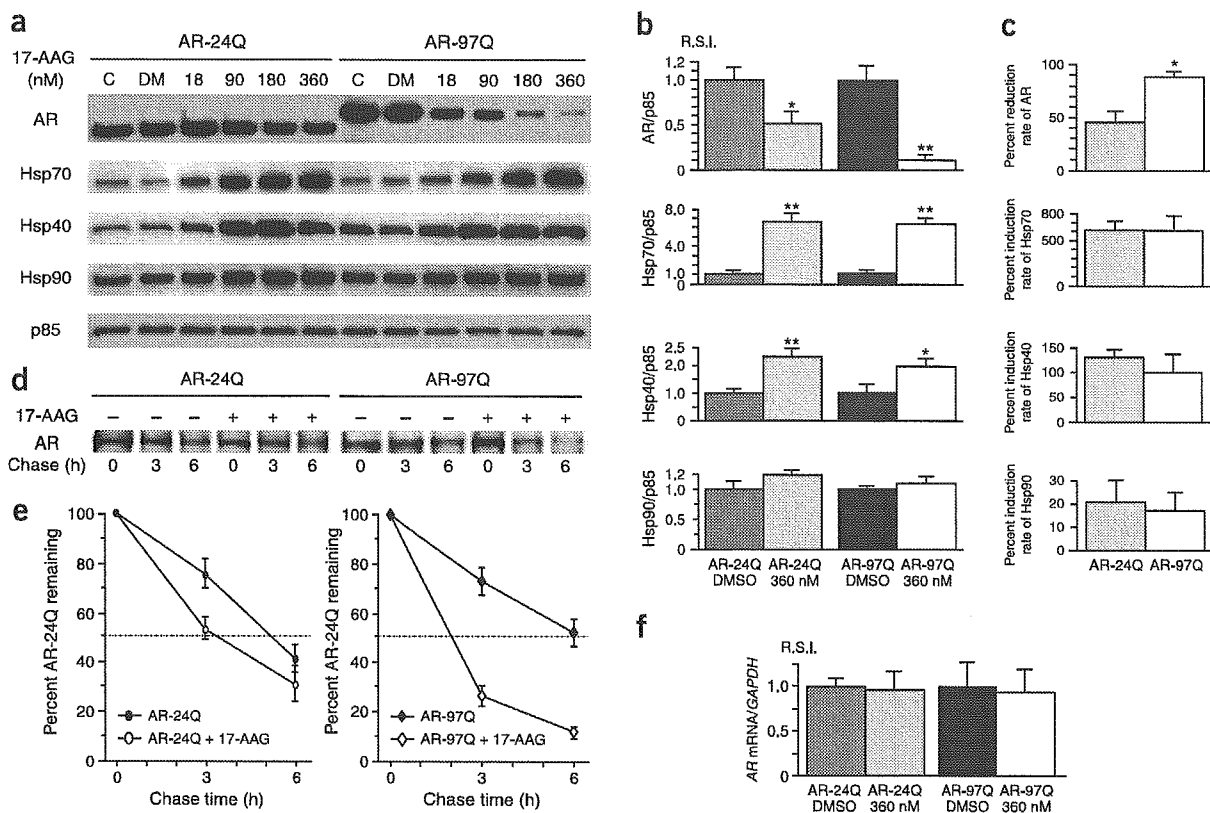 a
AR-24Q AR-97Q
17-AAG
(nM) C DM 18 90 180 360 C DM 18 90 180 360
AR
Hsp70
Hsp40
Hsp90
p85
b
R.S.I.
AR/p85
1,2
1,0
0,5
0
* **
Hsp70/p85
8.0
6.0
4.0
1.0
0
** **
Hsp40/p85
2,5
2,0
1,0
0
** *
Hsp90/p85
1,2
1,0
0,5
0
AR-24Q AR-24Q AR-97Q AR-97Q
DMSO 360 nM DMSO 360 nM
c
Percent reduction
rate of AR
100
50
0
*
Percent induction
rate of Hsp70
800
500
0
Percent induction
rate of Hsp40
150
100
50
0
Percent induction
rate of Hsp90
30
20
10
0
AR-24Q AR-97Q
d
AR-24Q AR-97Q
17-AAG – – – + + + – – – + + +
AR
Chase (h) 0 3 6 0 3 6 0 3 6 0 3 6
e
Percent AR-24Q remaining
100
80
60
40
20
0
AR-24Q
AR-24Q + 17-AAG
0 3 6
Chase time (h)
Percent AR-24Q remaining
100
80
60
40
20
0
AR-97Q
AR-97Q + 17-AAG
0 3 6
Chase time (h)
f
R.S.I.
AR mRNA/GAPDH
1.0
0.5
0
AR-24Q AR-24Q AR-97Q AR-97Q
DMSO 360 nM DMSO 360 nM